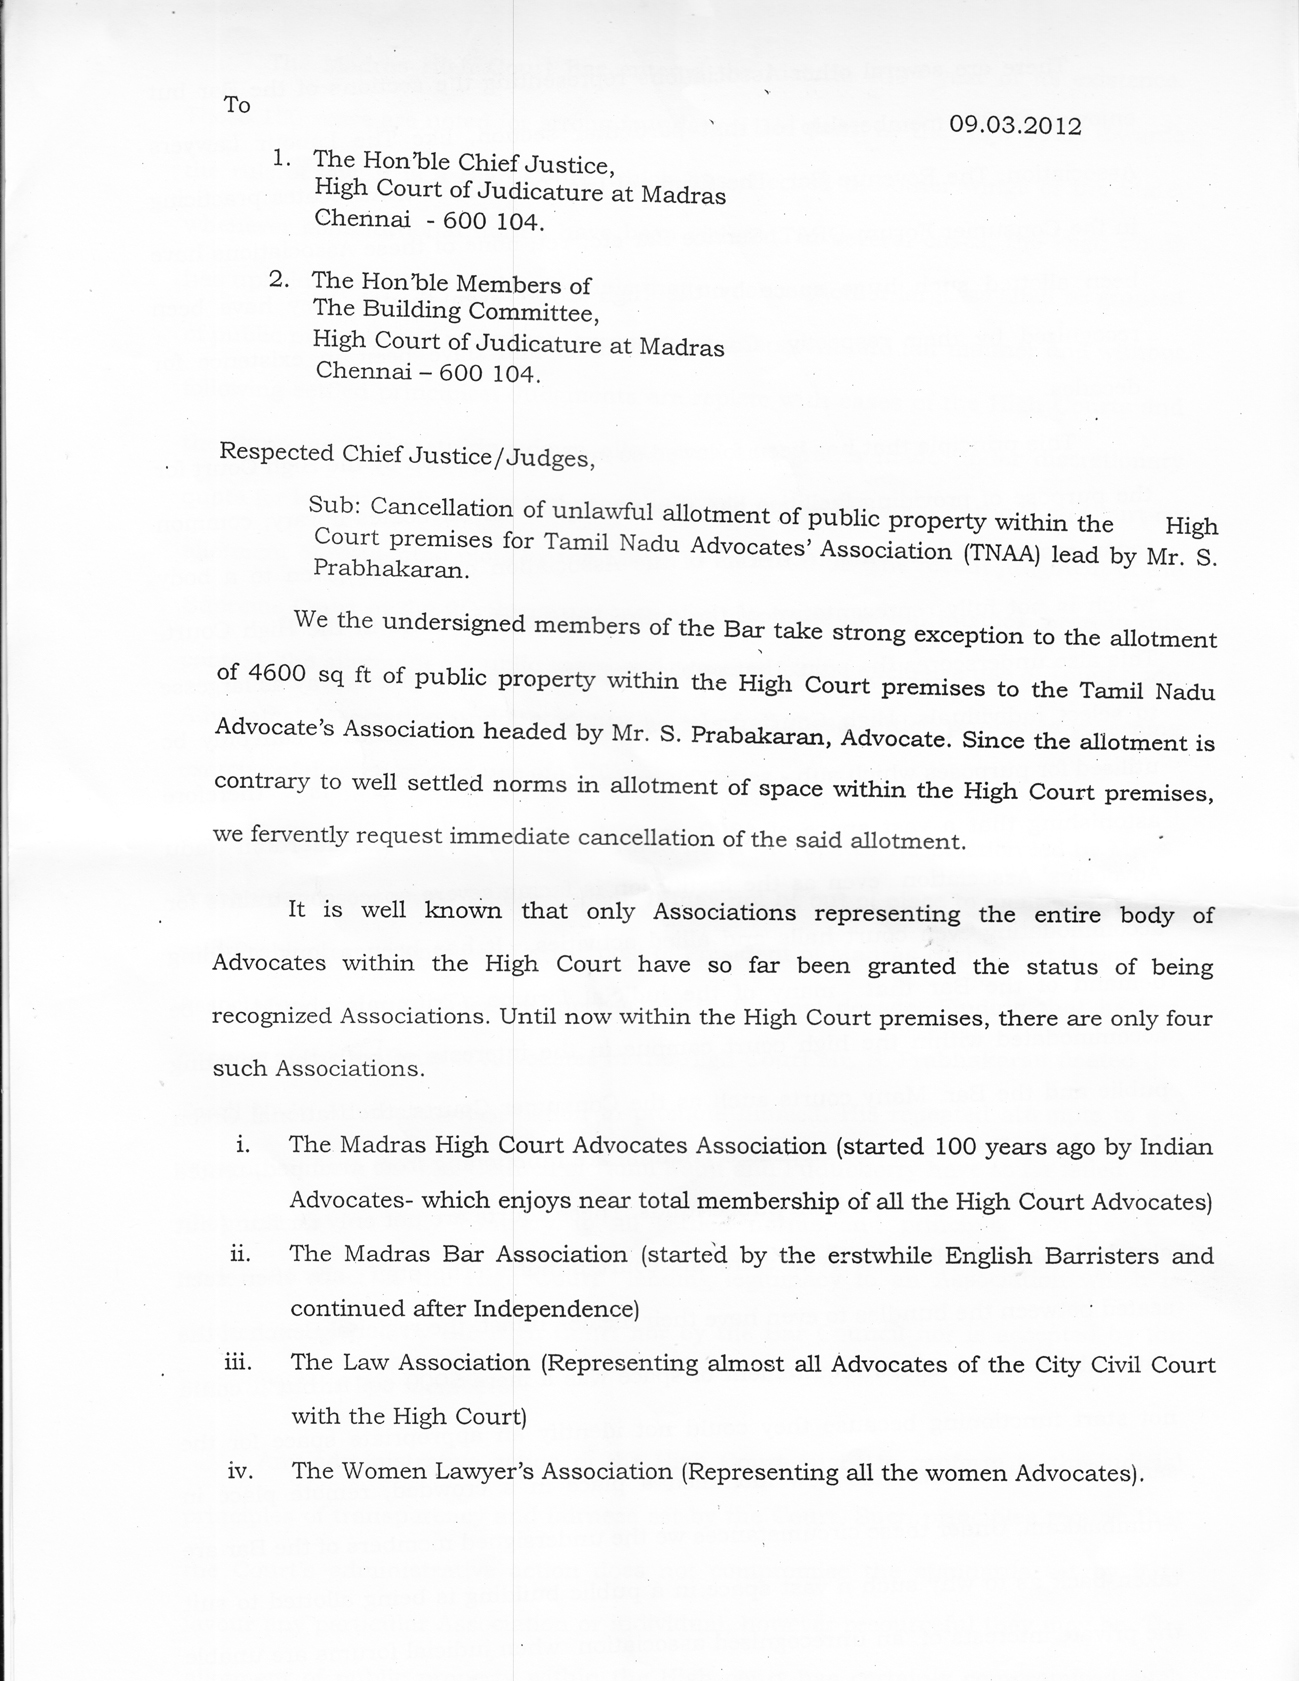 To
09.03.2012
1. The Hon'ble Chief Justice,
High Court of Judicature at Madras
Chennai - 600 104.
2. The Hon'ble Members of
The Building Committee,
High Court of Judicature at Madras
Chennai – 600 104.
Respected Chief Justice/Judges,
Sub: Cancellation of unlawful allotment of public property within the High
Court premises for Tamil Nadu Advocates' Association (TNAA) lead by Mr. S.
Prabhakaran.
We the undersigned members of the Bar take strong exception to the allotment
of 4600 sq ft of public property within the High Court premises to the Tamil Nadu
Advocate's Association headed by Mr. S. Prabakaran, Advocate. Since the allotment is
contrary to well settled norms in allotment of space within the High Court premises,
we fervently request immediate cancellation of the said allotment.
It is well known that only Associations representing the entire body of
Advocates within the High Court have so far been granted the status of being
recognized Associations. Until now within the High Court premises, there are only four
such Associations.
i. The Madras High Court Advocates Association (started 100 years ago by Indian
Advocates- which enjoys near total membership of all the High Court Advocates)
ii. The Madras Bar Association (started by the erstwhile English Barristers and
continued after Independence)
iii. The Law Association (Representing almost all Advocates of the City Civil Court
with the High Court)
iv. The Women Lawyer's Association (Representing all the women Advocates).